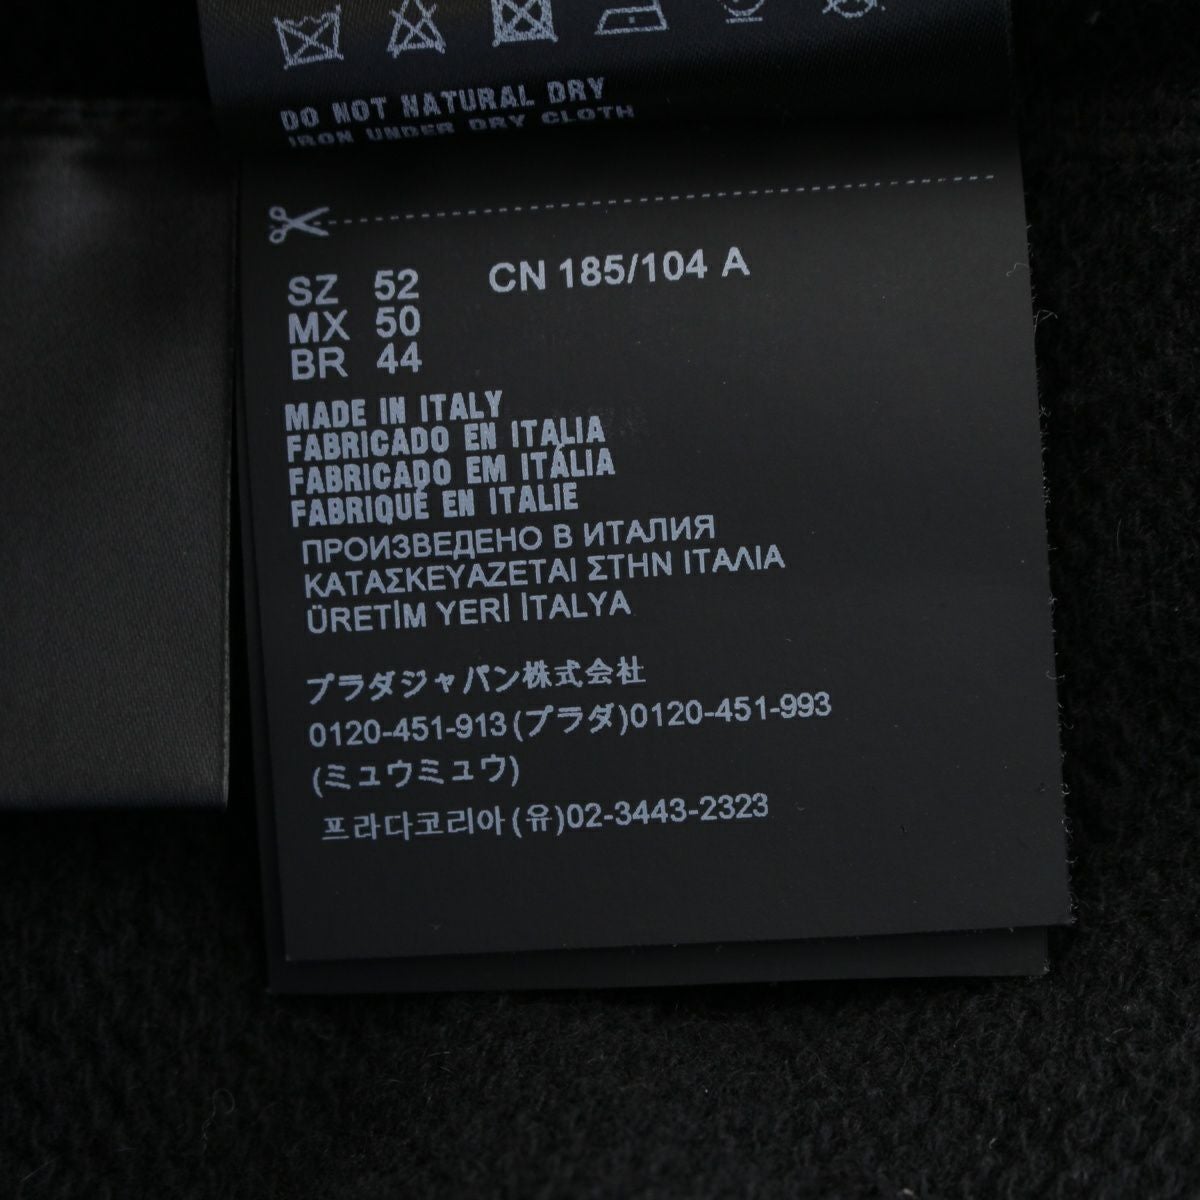 DO NOT NATURAL DRY
IRON UNDER DRY CLOTH
SZ 52 CN 185/104 A
MX 50
BR 44
MADE IN ITALY
FABRICADO EN ITALIA
FABRICADO EM ITÁLIA
FABRIQUÉ EN ITALIE
ПРОИЗВЕДЕНО В ИТАЛИЯ
ΚΑΤΑΣΚΕΥΑΖΕΤΑΙ ΣΤΗΝ ΙΤΑΛΙΑ
ÜRETİM YERİ İTALYA
プラダジャパン株式会社
0120-451-913(プラダ)0120-451-993
(ミュウミュウ)
프라다코리아(유)02-3443-2323